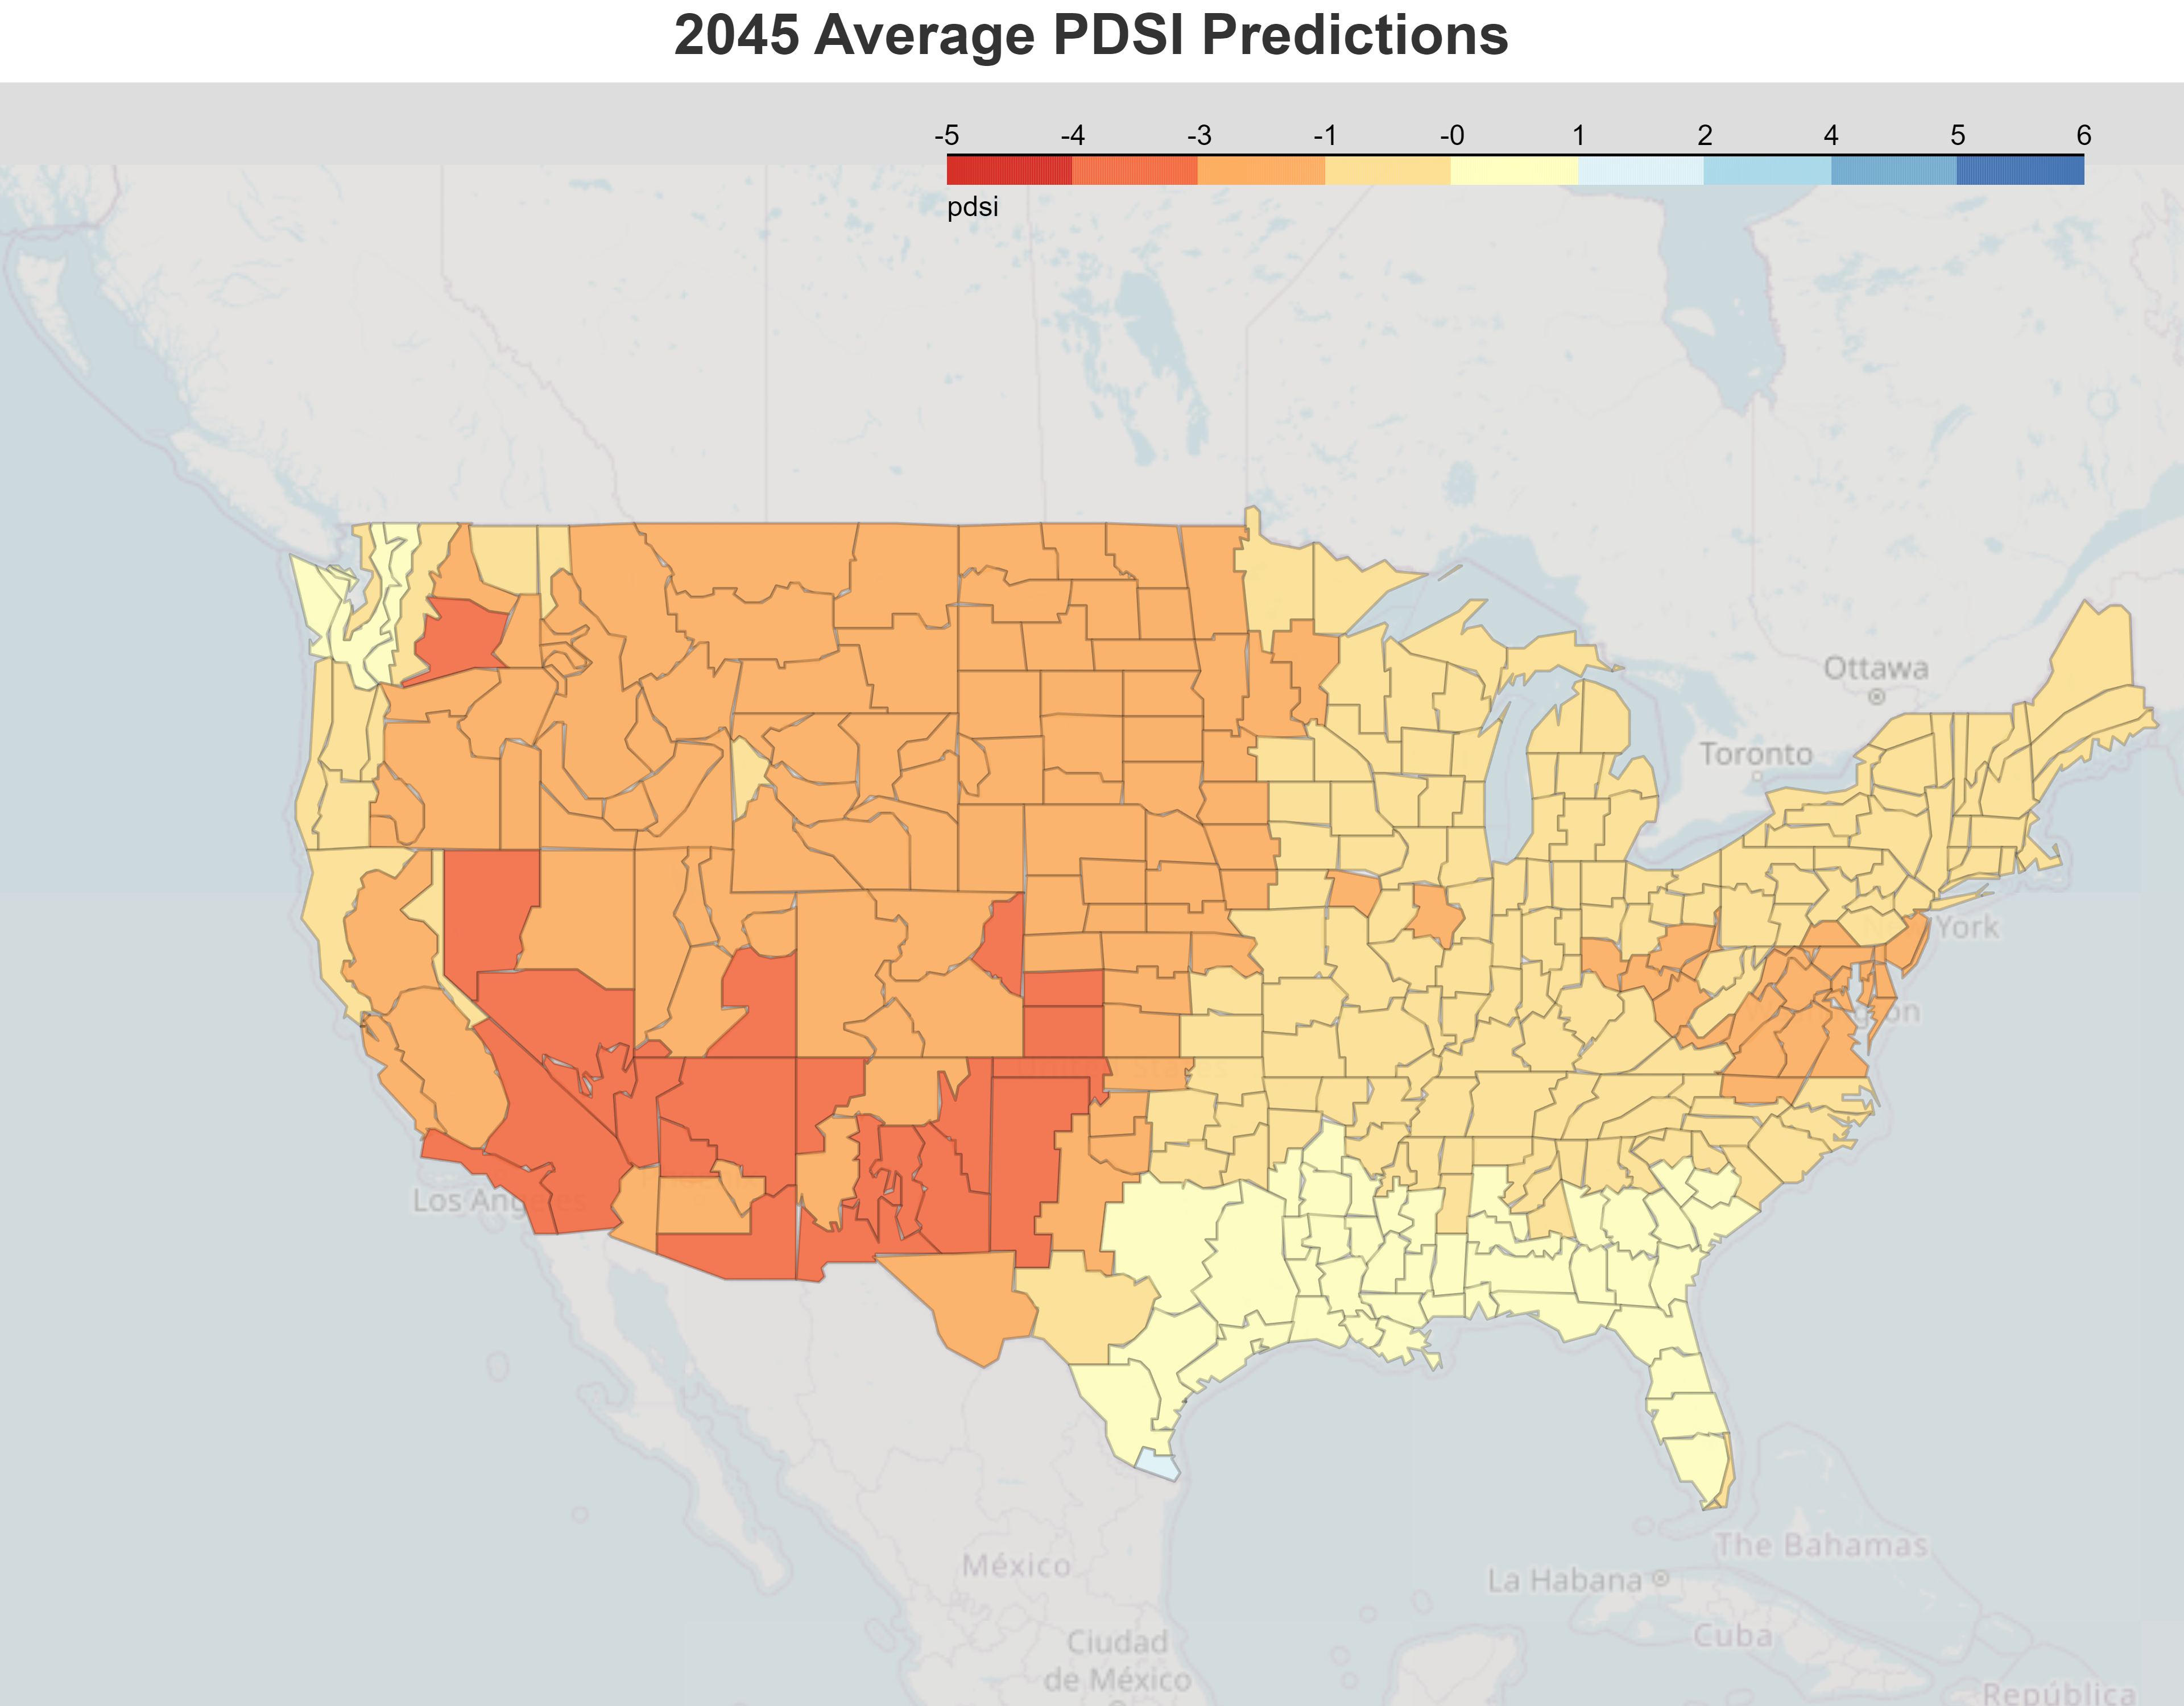 2045 Average PDSI Predictions
-5 -4 -3 -1 -0 1 2 4 5 6
pdsi
Ottawa
Toronto
York
Los Ang
México
The Bahamas
La Habana
Cuba
Ciudad
de México
República